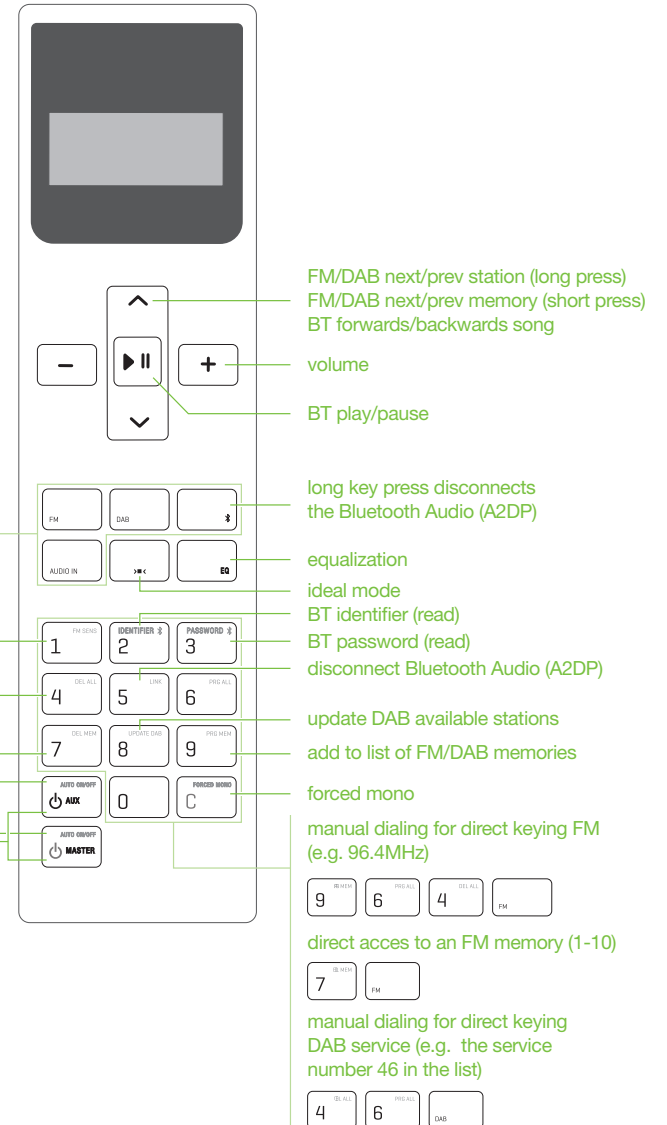 FM/DAB next/prev station (long press)
FM/DAB next/prev memory (short press)
BT forwards/backwards song
volume
BT play/pause
long key press disconnects
the Bluetooth Audio (A2DP)
FM
DAB
AUDIO IN
EQ
equalization
ideal mode
BT identifier (read)
FM SENS
1
IDENTIFIER
2
PASSWORD
3
BT password (read)
disconnect Bluetooth Audio (A2DP)
DEL ALL
4
LINK
5
PRG ALL
6
update DAB available stations
DEL MEM
7
UPDATE DAB
8
PRG MEM
9
add to list of FM/DAB memories
AUTO ON/OFF
AUX
0
FORCED MONO
C
forced mono
AUTO ON/OFF
MASTER
manual dialing for direct keying FM
(e.g. 96.4MHz)
9
6
PRG ALL
4
DEL ALL
FM
direct acces to an FM memory (1-10)
7
FM
manual dialing for direct keying
DAB service (e.g. the service
number 46 in the list)
4
6
PRG ALL
DAB